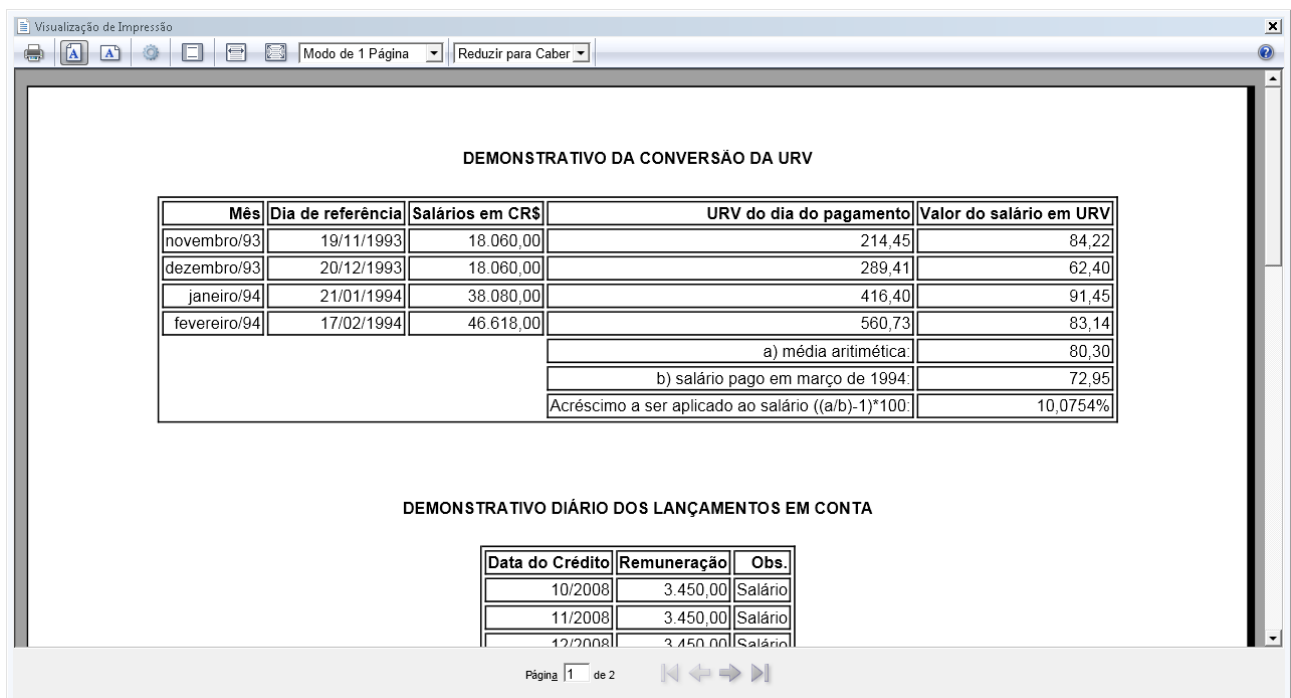 Visualização de Impressão
Modo de 1 Página Reduzir para Caber
DEMONSTRATIVO DA CONVERSÃO DA URV
Mês Dia de referência Salários em CR$ URV do dia do pagamento Valor do salário em URV
novembro/93 19/11/1993 18.060,00 214,45 84,22
dezembro/93 20/12/1993 18.060,00 289,41 62,40
janeiro/94 21/01/1994 38.080,00 416,40 91,45
fevereiro/94 17/02/1994 46.618,00 560,73 83,14
a) média aritimética: 80,30
b) salário pago em março de 1994: 72,95
Acréscimo a ser aplicado ao salário ((a/b)-1)*100: 10,0754%
DEMONSTRATIVO DIÁRIO DOS LANÇAMENTOS EM CONTA
Data do Crédito Remuneração Obs.
10/2008 3.450,00 Salário
11/2008 3.450,00 Salário
12/2008 3.450,00 Salário
Página 1 de 2